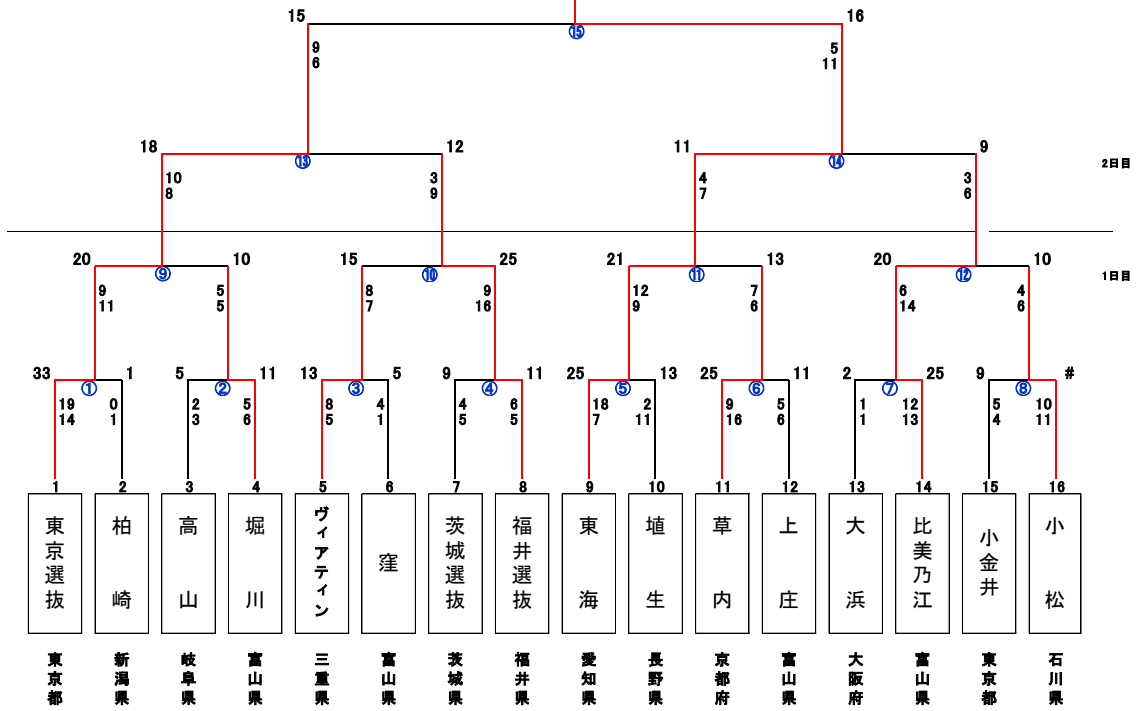 15 16
⑮
9 5
6 11
18 12 11 9
⑬ ⑭ 2日目
10 3 4 3
8 9 7 6
20 10 15 25 21 13 20 10
⑨ ⑩ ⑪ ⑫ 1日目
9 5 8 9 12 7 6 4
11 5 7 16 9 6 14 6
33 1 5 11 13 5 9 11 25 13 25 11 2 25 9 #
① ② ③ ④ ⑤ ⑥ ⑦ ⑧
19 0 2 5 8 4 4 6 18 2 9 5 1 12 5 10
14 1 3 6 5 1 5 5 7 11 16 6 1 13 4 11
1 2 3 4 5 6 7 8 9 10 11 12 13 14 15 16
東京選抜
柏崎
高山
堀川
ヴィアティン
窪
茨城選抜
福井選抜
東海
埴生
草内
上庄
大浜
比美乃江
小金井
小松
東京都
新潟県
岐阜県
富山県
三重県
富山県
茨城県
福井県
愛知県
長野県
京都府
富山県
大阪府
富山県
東京都
石川県